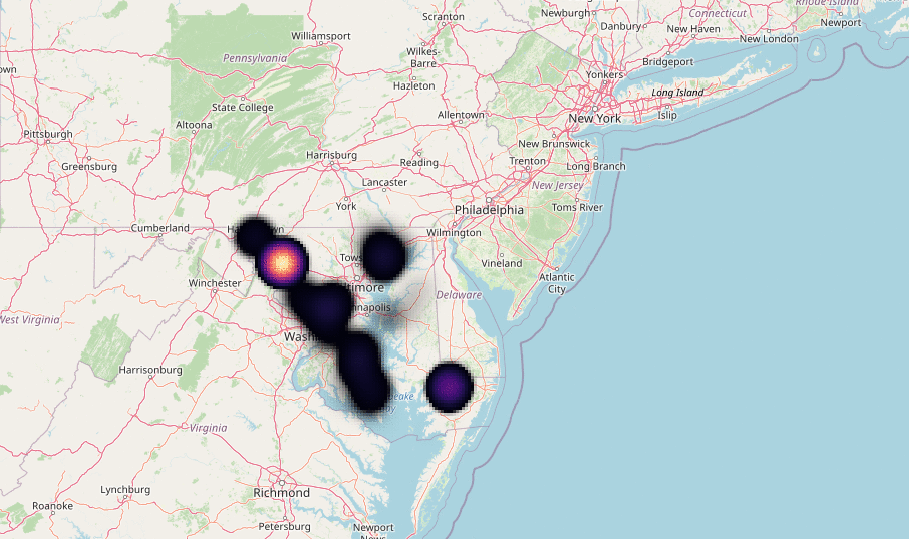 Rhode Island
Scranton
Newburgh
Connecticut
Danbury
New Haven
Newport
Williamsport
New London
Wilkes-
Barre
Pennsylvania
Bridgeport
Yonkers
Hazleton
Long Island
State College
Allentown
New York
Islip
Altoona
Pittsburgh
New Brunswick
Harrisburg
Reading
Trenton
Long Branch
Greensburg
Lancaster
New Jersey
York
Philadelphia
Toms River
Cumberland
Wilmington
Vineland
Atlantic
City
Winchester
Delaware
West Virginia
Harrisonburg
Virginia
Lynchburg
Richmond
Roanoke
Petersburg
Newport
News